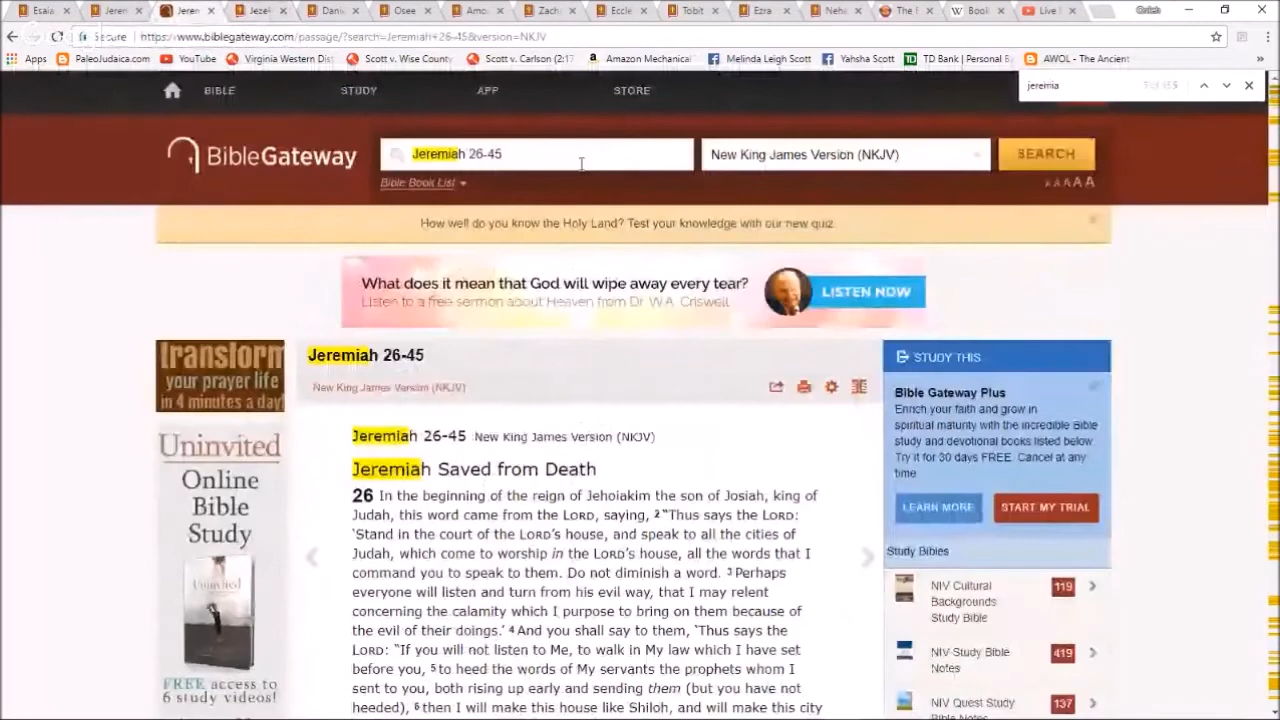 Esaia
Jerem
Jerem
Jezek
Danie
Osee
Amo
Zach
Eccle
Tobit
Ezra
Nehe
The
Book
Live
Secure https://www.biblegateway.com/passage/?search=Jeremiah+26-45&version=NKJV
Apps PaleoJudaica.com YouTube Virginia Western Dist Scott v. Wise County Scott v. Carlson (2:17 Amazon Mechanical Melinda Leigh Scott Yahsha Scott TD Bank | Personal B AWOL - The Ancient »
jeremia
BIBLE STUDY APP STORE
BibleGateway
Jeremiah 26-45 New King James Version (NKJV) SEARCH
Bible Book List
A A A A A
How well do you know the Holy Land? Test your knowledge with our new quiz.
What does it mean that God will wipe away every tear?
Listen to a free sermon about Heaven from Dr. W.A. Criswell
LISTEN NOW
Transform
your prayer life
in 4 minutes a day!
Uninvited
Online
Bible
Study
Uninvited
FREE access to
6 study videos!
Jeremiah 26-45
New King James Version (NKJV)
Jeremiah 26-45 New King James Version (NKJV)
Jeremiah Saved from Death
26 In the beginning of the reign of Jehoiakim the son of Josiah, king of
Judah, this word came from the LORD, saying, 2 “Thus says the LORD:
‘Stand in the court of the LORD’s house, and speak to all the cities of
Judah, which come to worship in the LORD’s house, all the words that I
command you to speak to them. Do not diminish a word. 3 Perhaps
everyone will listen and turn from his evil way, that I may relent
concerning the calamity which I purpose to bring on them because of
the evil of their doings.’ 4 And you shall say to them, ‘Thus says the
LORD: “If you will not listen to Me, to walk in My law which I have set
before you, 5 to heed the words of My servants the prophets whom I
sent to you, both rising up early and sending them (but you have not
heeded), 6 then I will make this house like Shiloh, and will make this city
STUDY THIS
Bible Gateway Plus
Enrich your faith and grow in
spiritual maturity with the incredible Bible
study and devotional books listed below.
Try it for 30 days FREE. Cancel at any
time
LEARN MORE START MY TRIAL
Study Bibles
NIV Cultural
Backgrounds
Study Bible
119
NIV Study Bible
Notes
419
NIV Quest Study
Bible Notes
137